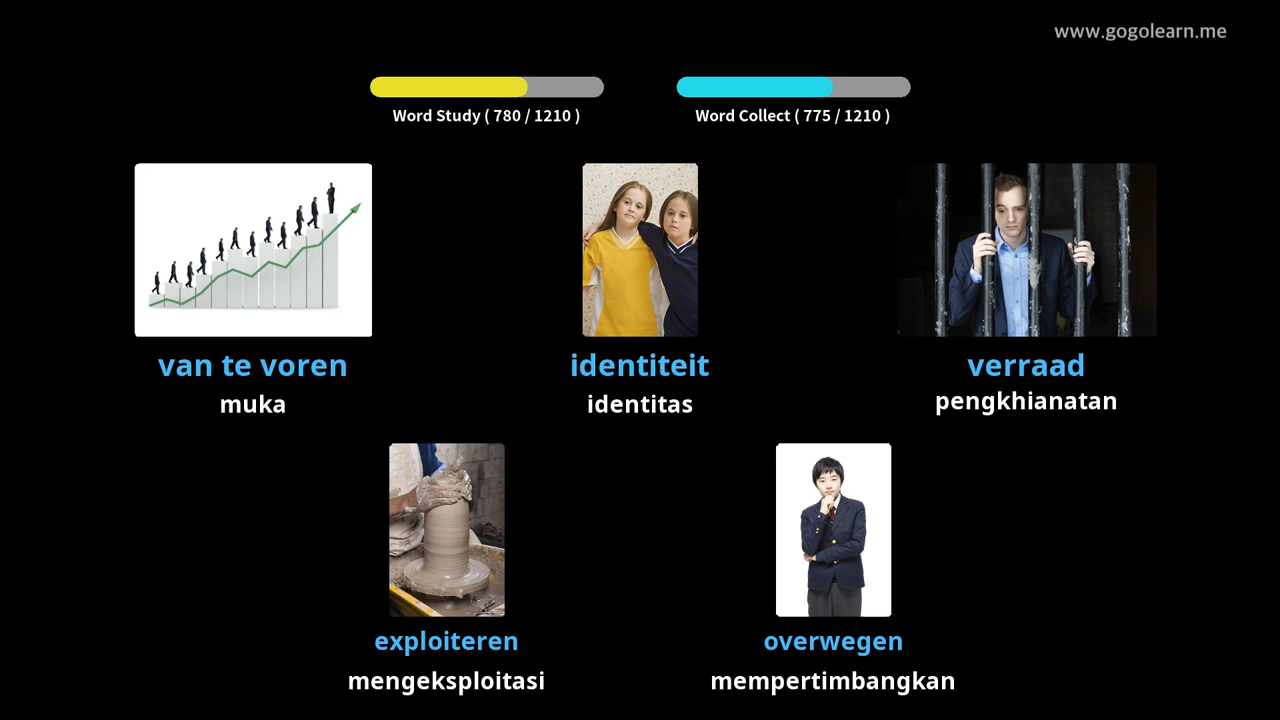 www.gogolearn.me
Word Study ( 780 / 1210 )
Word Collect ( 775 / 1210 )
van te voren
muka
identiteit
identitas
verraad
pengkhianatan
exploiteren
mengeksploitasi
overwegen
mempertimbangkan